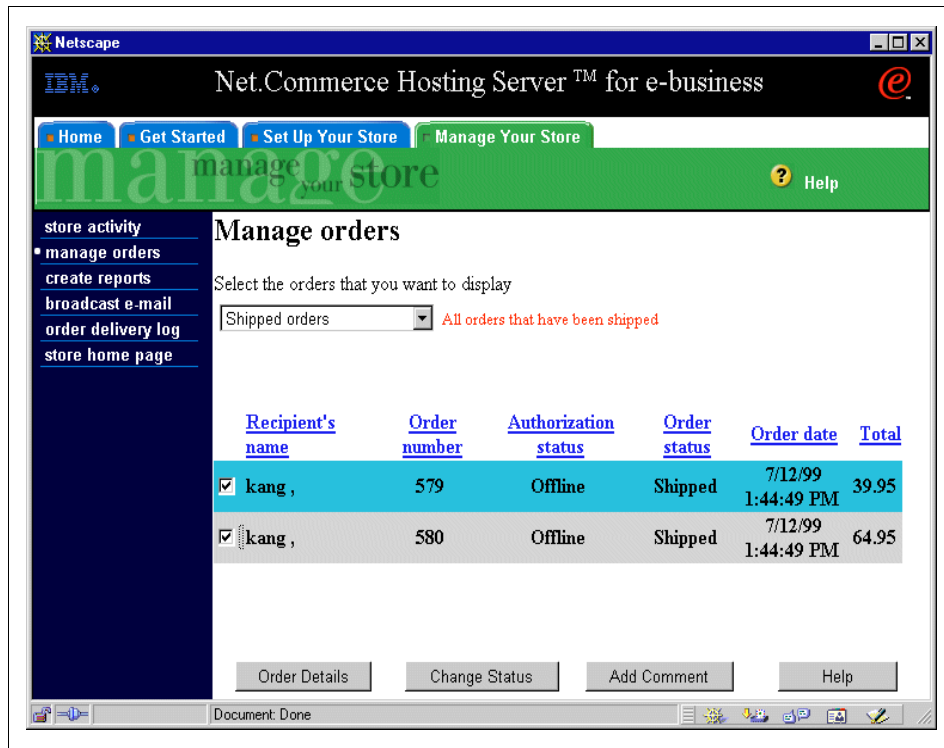 Netscape
IBM
Net.Commerce Hosting Server ™ for e-business
e
Home Get Started Set Up Your Store Manage Your Store
manage
manage your store
Help
store activity
manage orders
create reports
broadcast e-mail
order delivery log
store home page
Manage orders
Select the orders that you want to display
Shipped orders All orders that have been shipped
Recipient's name Order number Authorization status Order status Order date Total
kang , 579 Offline Shipped 7/12/99 1:44:49 PM 39.95
kang , 580 Offline Shipped 7/12/99 1:44:49 PM 64.95
Order Details Change Status Add Comment Help
Document: Done